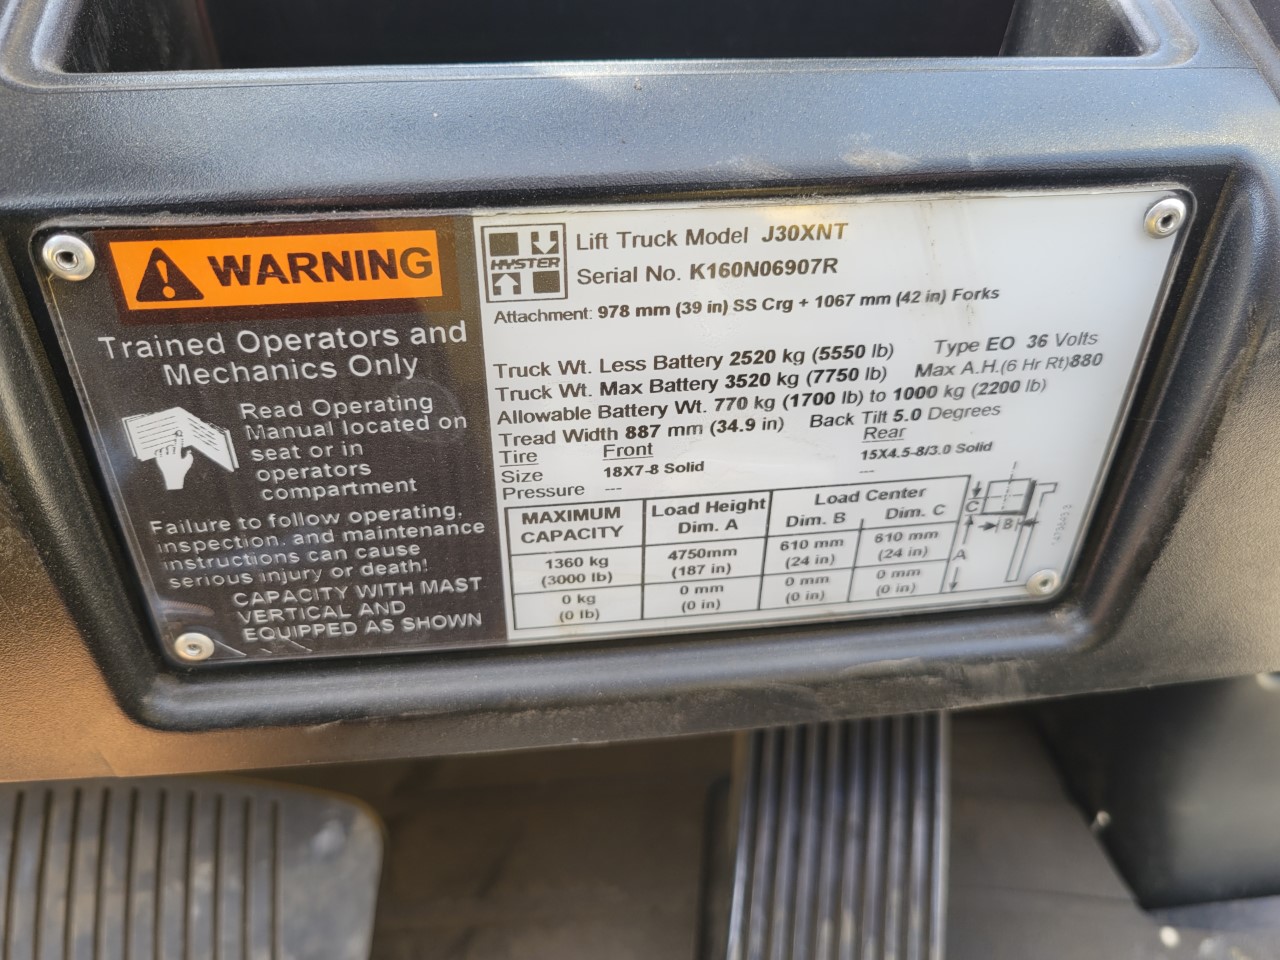 WARNING
Trained Operators and
Mechanics Only
Read Operating
Manual located on
seat or in
operators
compartment
Failure to follow operating,
inspection, and maintenance
instructions can cause
serious injury or death!
CAPACITY WITH MAST
VERTICAL AND
EQUIPPED AS SHOWN
HYSTER
Lift Truck Model J30XNT
Serial No. K160N06907R
Attachment: 978 mm (39 in) SS Crg + 1067 mm (42 in) Forks
Truck Wt. Less Battery 2520 kg (5550 lb) Type EO 36 Volts
Truck Wt. Max Battery 3520 kg (7750 lb) Max A.H.(6 Hr Rt)880
Allowable Battery Wt. 770 kg (1700 lb) to 1000 kg (2200 lb)
Tread Width 887 mm (34.9 in) Back Tilt 5.0 Degrees
Tire Front Rear
Size 18X7-8 Solid 15X4.5-8/3.0 Solid
Pressure --- ---
MAXIMUM CAPACITY Load Height Dim. A Load Center Dim. B Dim. C
1360 kg (3000 lb) 4750mm (187 in) 610 mm (24 in) 610 mm (24 in)
0 kg (0 lb) 0 mm (0 in) 0 mm (0 in) 0 mm (0 in)
C
B
A